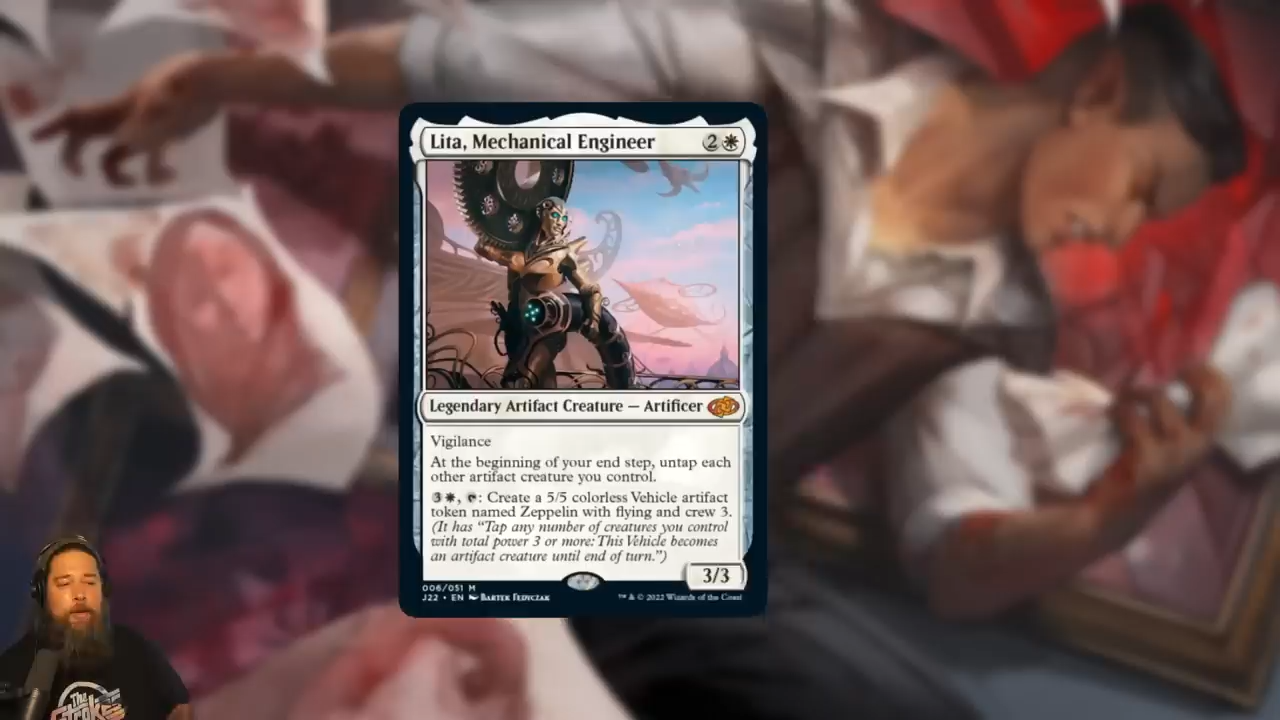 Lita, Mechanical Engineer 2
Legendary Artifact Creature — Artificer
Vigilance
At the beginning of your end step, untap each
other artifact creature you control.
3, : Create a 5/5 colorless Vehicle artifact
token named Zeppelin with flying and crew 3.
(It has “Tap any number of creatures you control
with total power 3 or more: This Vehicle becomes
an artifact creature until end of turn.”)
3/3
006/051 M
J22 • EN Bartek Fedyczak
™ & © 2022 Wizards of the Coast
The